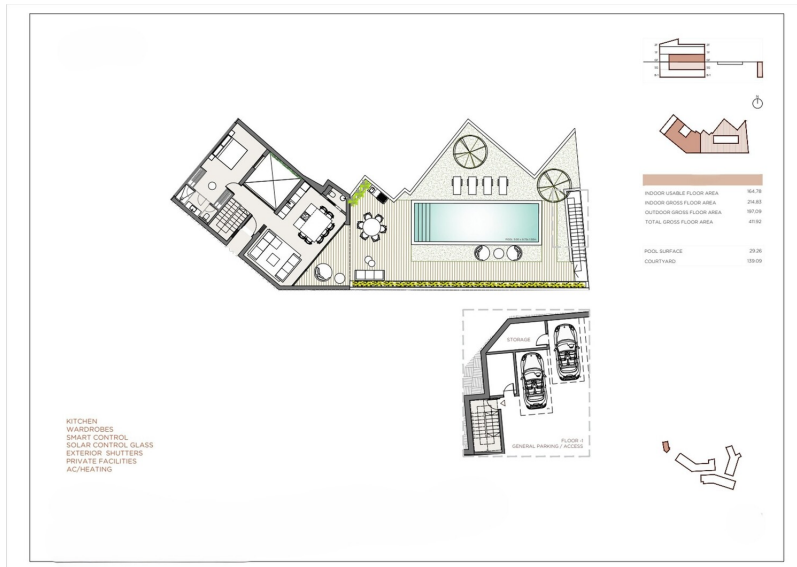 N
INDOOR USABLE FLOOR AREA 164.78
INDOOR GROSS FLOOR AREA 214.83
OUTDOOR GROSS FLOOR AREA 197.09
TOTAL GROSS FLOOR AREA 411.92
POOL SURFACE 29.26
COURTYARD 139.09
STORAGE
FLOOR -1
GENERAL PARKING / ACCESS
KITCHEN
WARDROBES
SMART CONTROL
SOLAR CONTROL GLASS
EXTERIOR SHUTTERS
PRIVATE FACILITIES
AC/HEATING